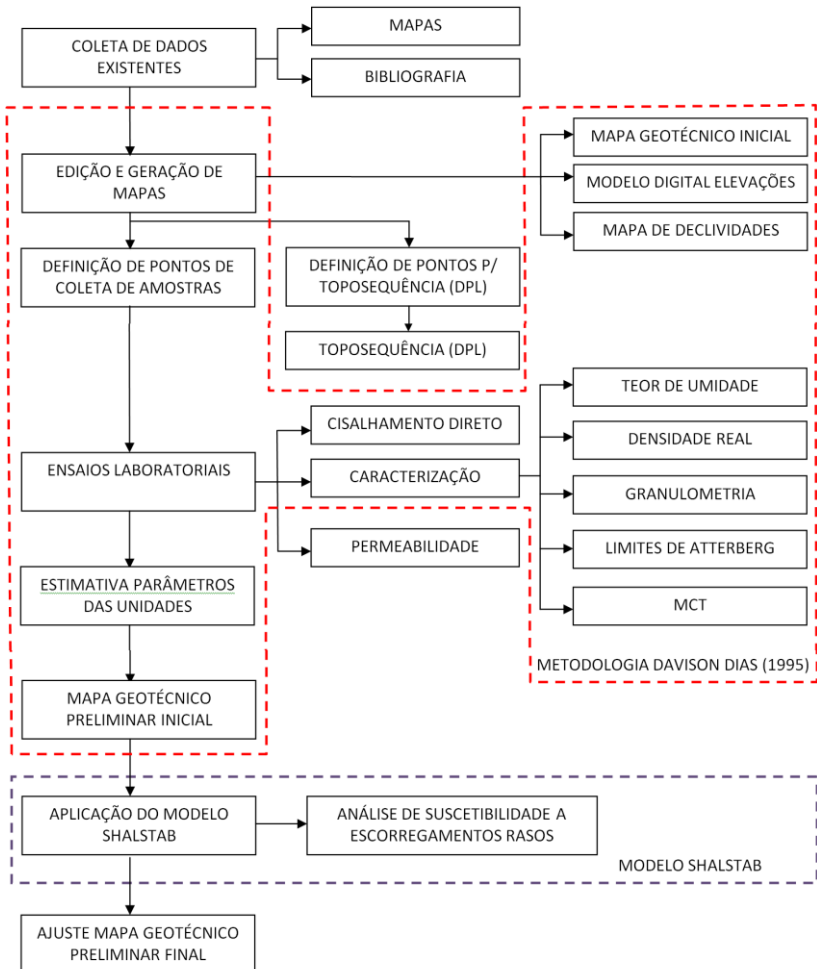 COLETA DE DADOS
EXISTENTES
MAPAS
BIBLIOGRAFIA
EDIÇÃO E GERAÇÃO DE
MAPAS
MAPA GEOTÉCNICO INICIAL
MODELO DIGITAL ELEVAÇÕES
MAPA DE DECLIVIDADES
DEFINIÇÃO DE PONTOS DE
COLETA DE AMOSTRAS
DEFINIÇÃO DE PONTOS P/
TOPOSEQUÊNCIA (DPL)
TOPOSEQUÊNCIA (DPL)
ENSAIOS LABORATORIAIS
CISALHAMENTO DIRETO
CARACTERIZAÇÃO
PERMEABILIDADE
TEOR DE UMIDADE
DENSIDADE REAL
GRANULOMETRIA
LIMITES DE ATTERBERG
MCT
METODOLOGIA DAVISON DIAS (1995)
ESTIMATIVA PARÂMETROS
DAS UNIDADES
MAPA GEOTÉCNICO
PRELIMINAR INICIAL
APLICAÇÃO DO MODELO
SHALSTAB
ANÁLISE DE SUSCETIBILIDADE A
ESCORREGAMENTOS RASOS
MODELO SHALSTAB
AJUSTE MAPA GEOTÉCNICO
PRELIMINAR FINAL